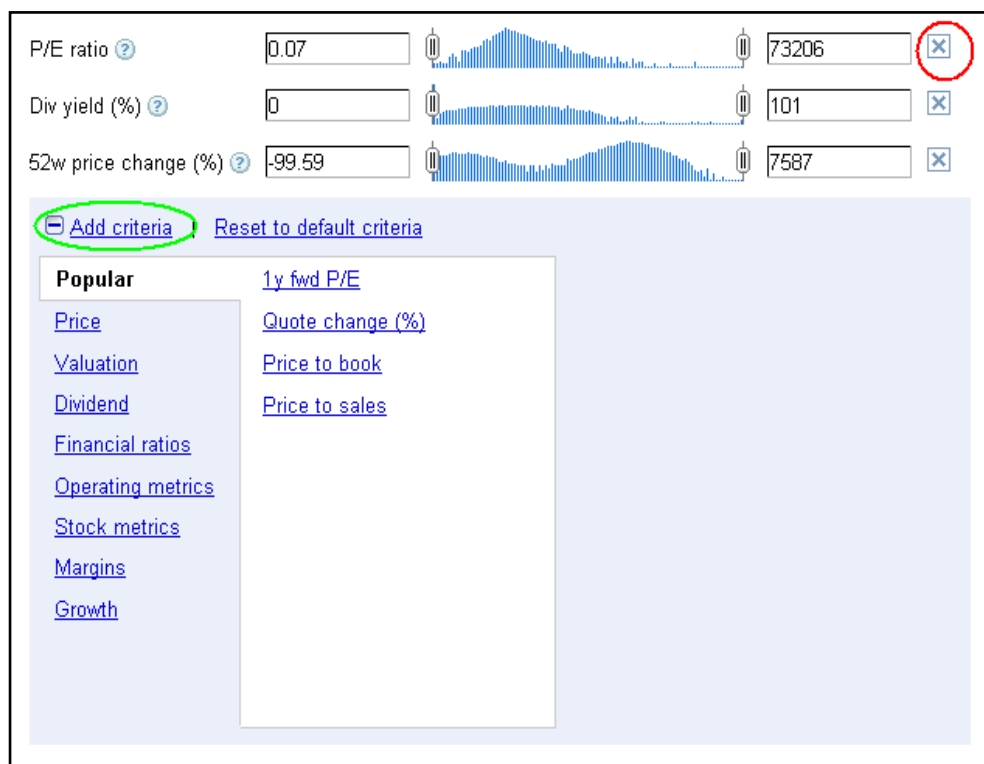 P/E ratio ? 0.07 73206
Div yield (%) ? 0 101
52w price change (%) ? -99.59 7587
Add criteria Reset to default criteria
Popular 1y fwd P/E
Price Quote change (%)
Valuation Price to book
Dividend Price to sales
Financial ratios
Operating metrics
Stock metrics
Margins
Growth